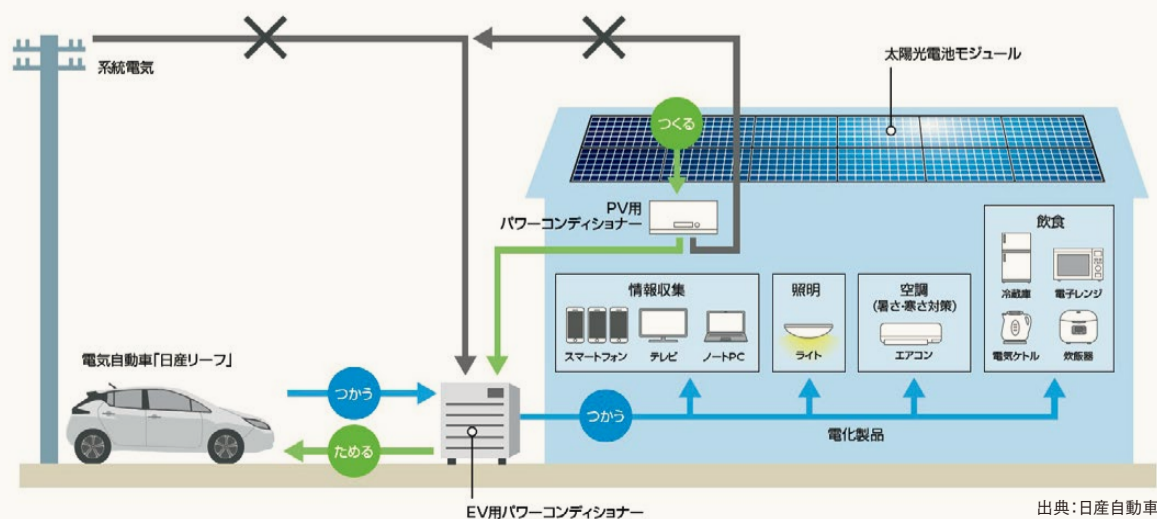 系統電気
太陽光電池モジュール
つくる
PV用
パワーコンディショナー
飲食
冷蔵庫
電子レンジ
電気ケトル
炊飯器
情報収集
スマートフォン
テレビ
ノートPC
照明
ライト
空調
(暑さ・寒さ対策)
エアコン
電気自動車「日産リーフ」
つかう
ためる
つかう
電化製品
EV用パワーコンディショナー
出典:日産自動車